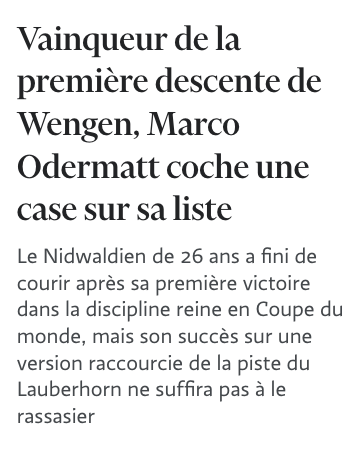 Vainqueur de la
première descente de
Wengen, Marco
Odermatt coche une
case sur sa liste
Le Nidwaldien de 26 ans a fini de
courir après sa première victoire
dans la discipline reine en Coupe du
monde, mais son succès sur une
version raccourcie de la piste du
Lauberhorn ne suffira pas à le
rassasier